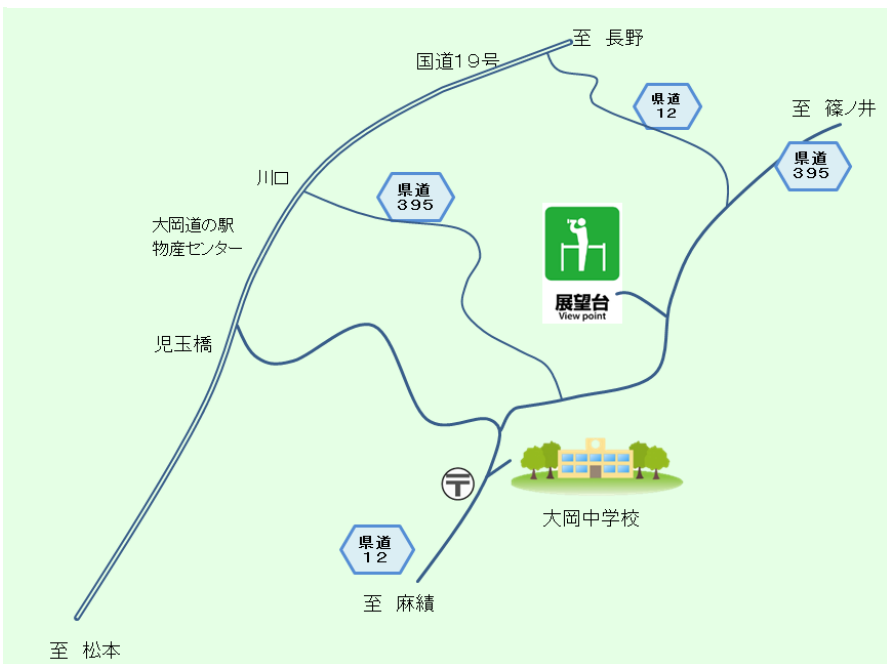 至 長野
国道19号
県道
12
至 篠ノ井
県道
395
川口
県道
395
大岡道の駅
物産センター
展望台
View point
児玉橋
〒
大岡中学校
県道
12
至 麻績
至 松本